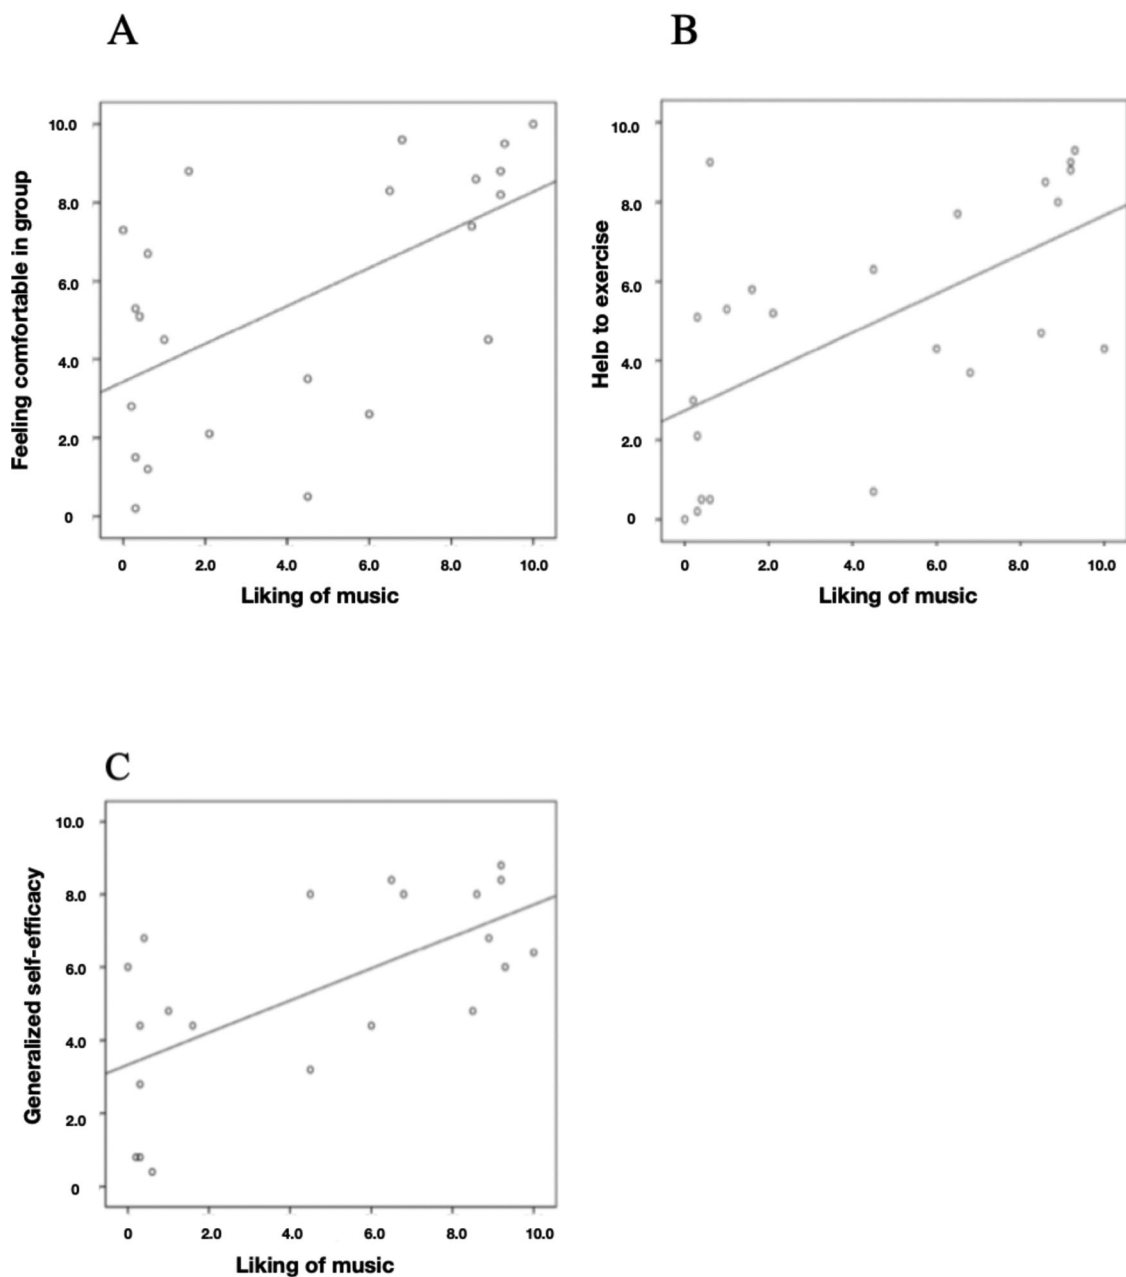 A
Feeling comfortable in group
10.0
8.0
6.0
4.0
2.0
0
0 2.0 4.0 6.0 8.0 10.0
Liking of music
B
Help to exercise
10.0
8.0
6.0
4.0
2.0
0
0 2.0 4.0 6.0 8.0 10.0
Liking of music
C
Generalized self-efficacy
10.0
8.0
6.0
4.0
2.0
0
0 2.0 4.0 6.0 8.0 10.0
Liking of music